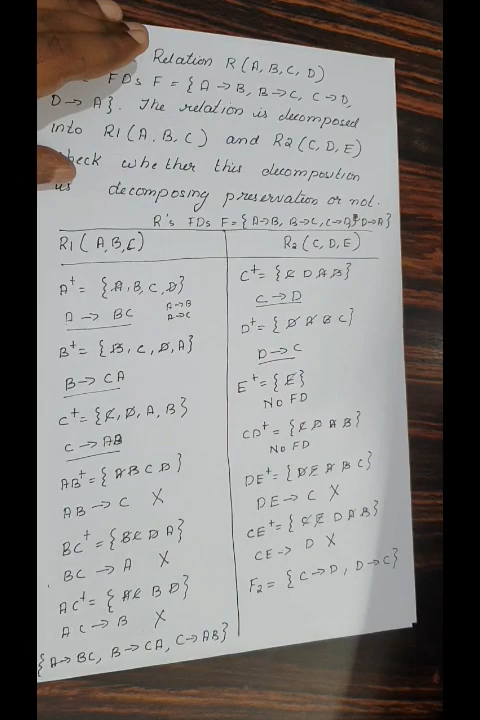 Relation R (A, B, C, D)
FDs F = { A → B, B → C, C → D,
D → A}. The relation is decomposed
into R1 (A, B, C) and R2 (C, D, E)
check whether this decomposition
is decomposing preservation or not.
R's FDs F = {A→B, B→C, C→D, D→A}
R1 ( A, B, C)
A+ = {A, B, C, D}
A → BC
A→B
A→C
B+ = {B, C, D, A}
B → CA
C+ = {C, D, A, B}
C → AB
AB+ = {A B C D}
AB → C X
BC+ = {B C D A}
BC → A X
AC+ = {A C B D}
AC → B X
{A → BC, B → CA, C → AB}
R2 ( C, D, E)
C+ = {C D A B}
C → D
D+ = {D A B C}
D → C
E+ = {E}
NO FD
CD+ = {C D A B}
NO FD
DE+ = {D E A B C}
DE → C X
CE+ = {C E D A B}
CE → D X
F2 = {C → D, D → C}